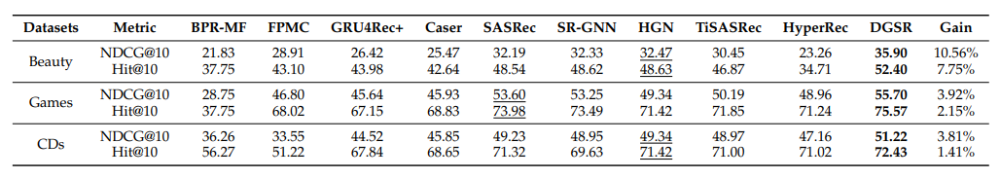 Datasets Metric BPR-MF FPMC GRU4Rec+ Caser SASRec SR-GNN HGN TiSASRec HyperRec DGSR Gain
Beauty NDCG@10 21.83 28.91 26.42 25.47 32.19 32.33 32.47 30.45 23.26 35.90 10.56%
Hit@10 37.75 43.10 43.98 42.64 48.54 48.62 48.63 46.87 34.71 52.40 7.75%
Games NDCG@10 28.75 46.80 45.64 45.93 53.60 53.25 49.34 50.19 48.96 55.70 3.92%
Hit@10 37.75 68.02 67.15 68.83 73.98 73.49 71.42 71.85 71.24 75.57 2.15%
CDs NDCG@10 36.26 33.55 44.52 45.85 49.23 48.95 49.34 48.97 47.16 51.22 3.81%
Hit@10 56.27 51.22 67.84 68.65 71.32 69.63 71.42 71.00 71.02 72.43 1.41%